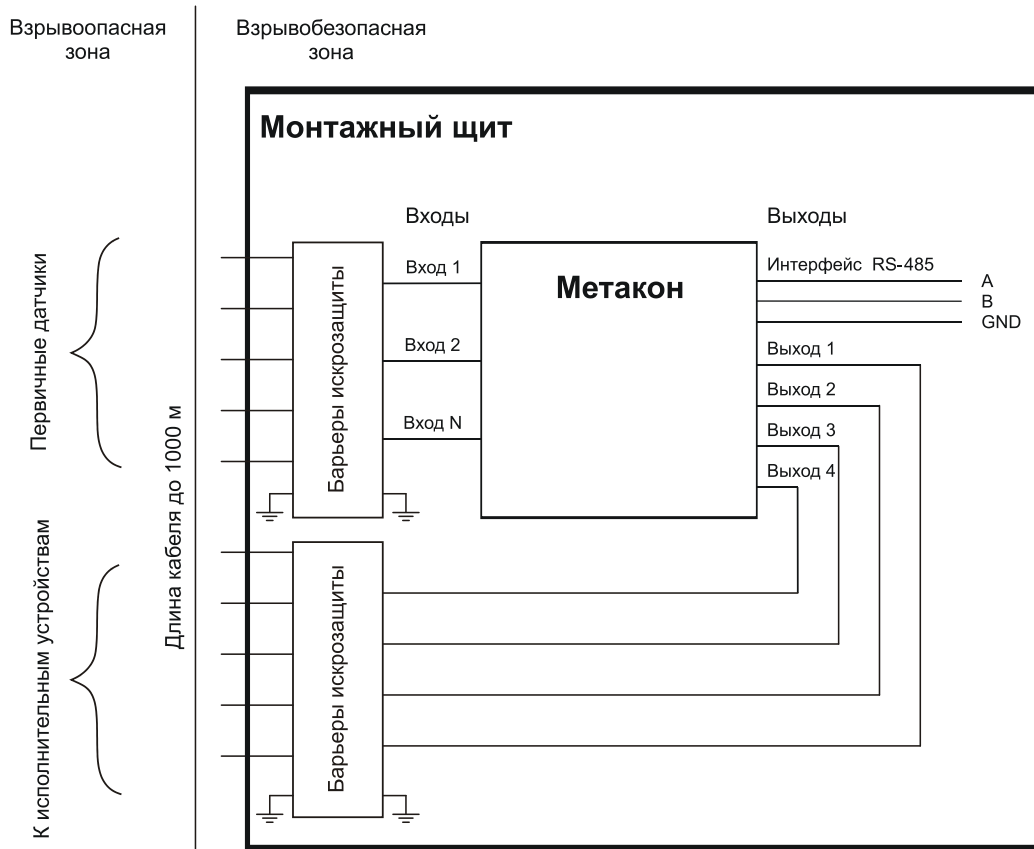 Взрывоопасная
зона
Взрывобезопасная
зона
Монтажный щит
Входы
Выходы
Первичные датчики
Барьеры искрозащиты
Вход 1
Вход 2
Вход N
Метакон
Интерфейс RS-485
A
B
GND
Выход 1
Выход 2
Выход 3
Выход 4
Длина кабеля до 1000 м
К исполнительным устройствам
Барьеры искрозащиты